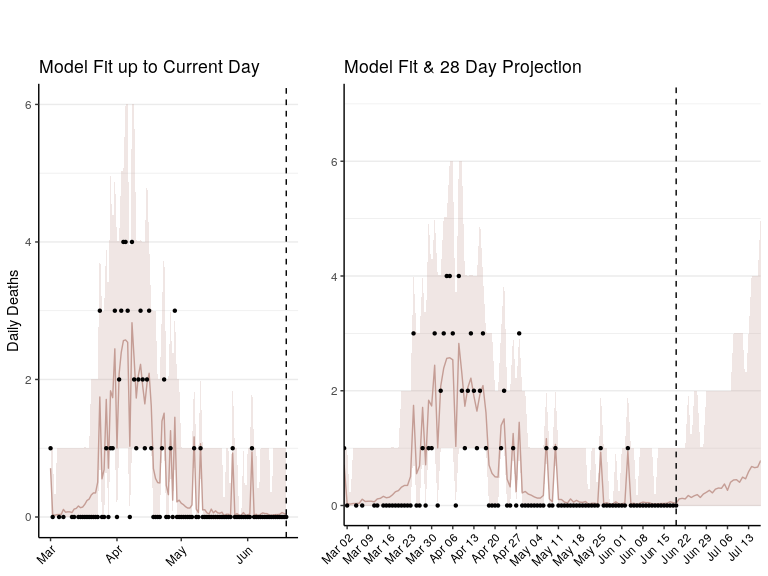 Model Fit up to Current Day
Daily Deaths
6
4
2
0
Mar
Apr
May
Jun
Model Fit & 28 Day Projection
6
4
2
0
Mar 02
Mar 09
Mar 16
Mar 23
Mar 30
Apr 06
Apr 13
Apr 20
Apr 27
May 04
May 11
May 18
May 25
Jun 01
Jun 08
Jun 15
Jun 22
Jun 29
Jul 06
Jul 13